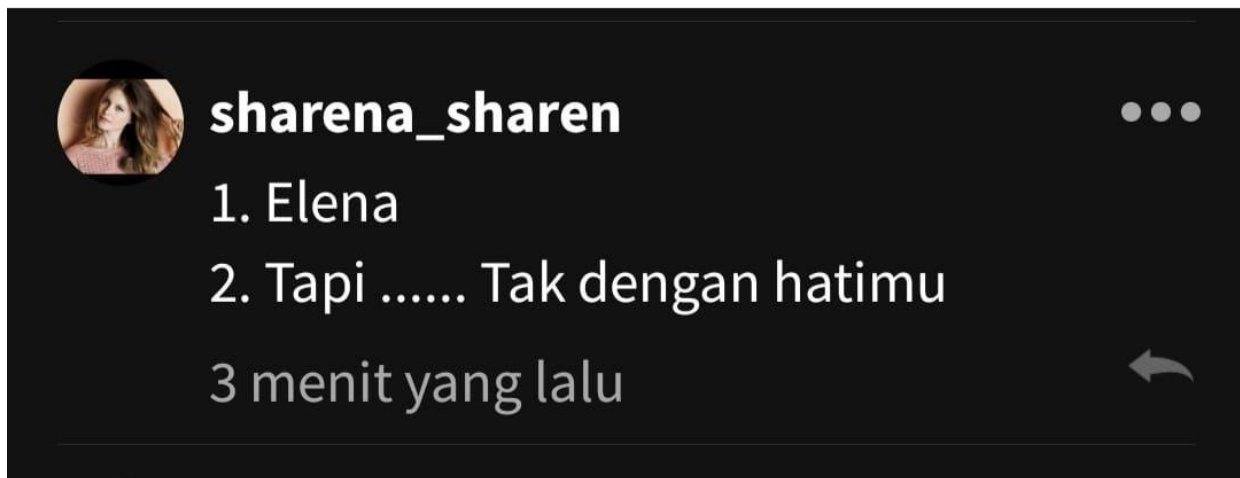 sharena_sharen
1. Elena
2. Tapi ...... Tak dengan hatimu
3 menit yang lalu